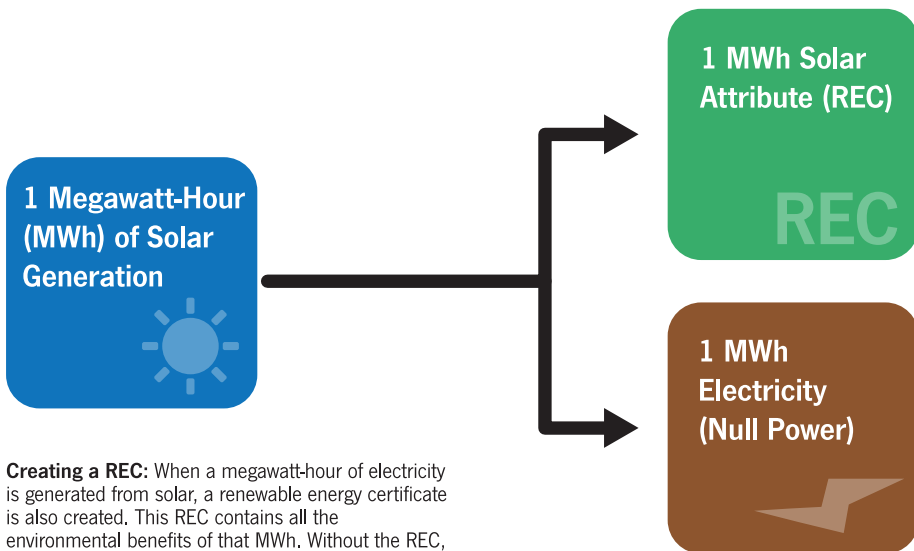 1 Megawatt-Hour
(MWh) of Solar
Generation
1 MWh Solar
Attribute (REC)
REC
1 MWh
Electricity
(Null Power)
Creating a REC: When a megawatt-hour of electricity
is generated from solar, a renewable energy certificate
is also created. This REC contains all the
environmental benefits of that MWh. Without the REC,